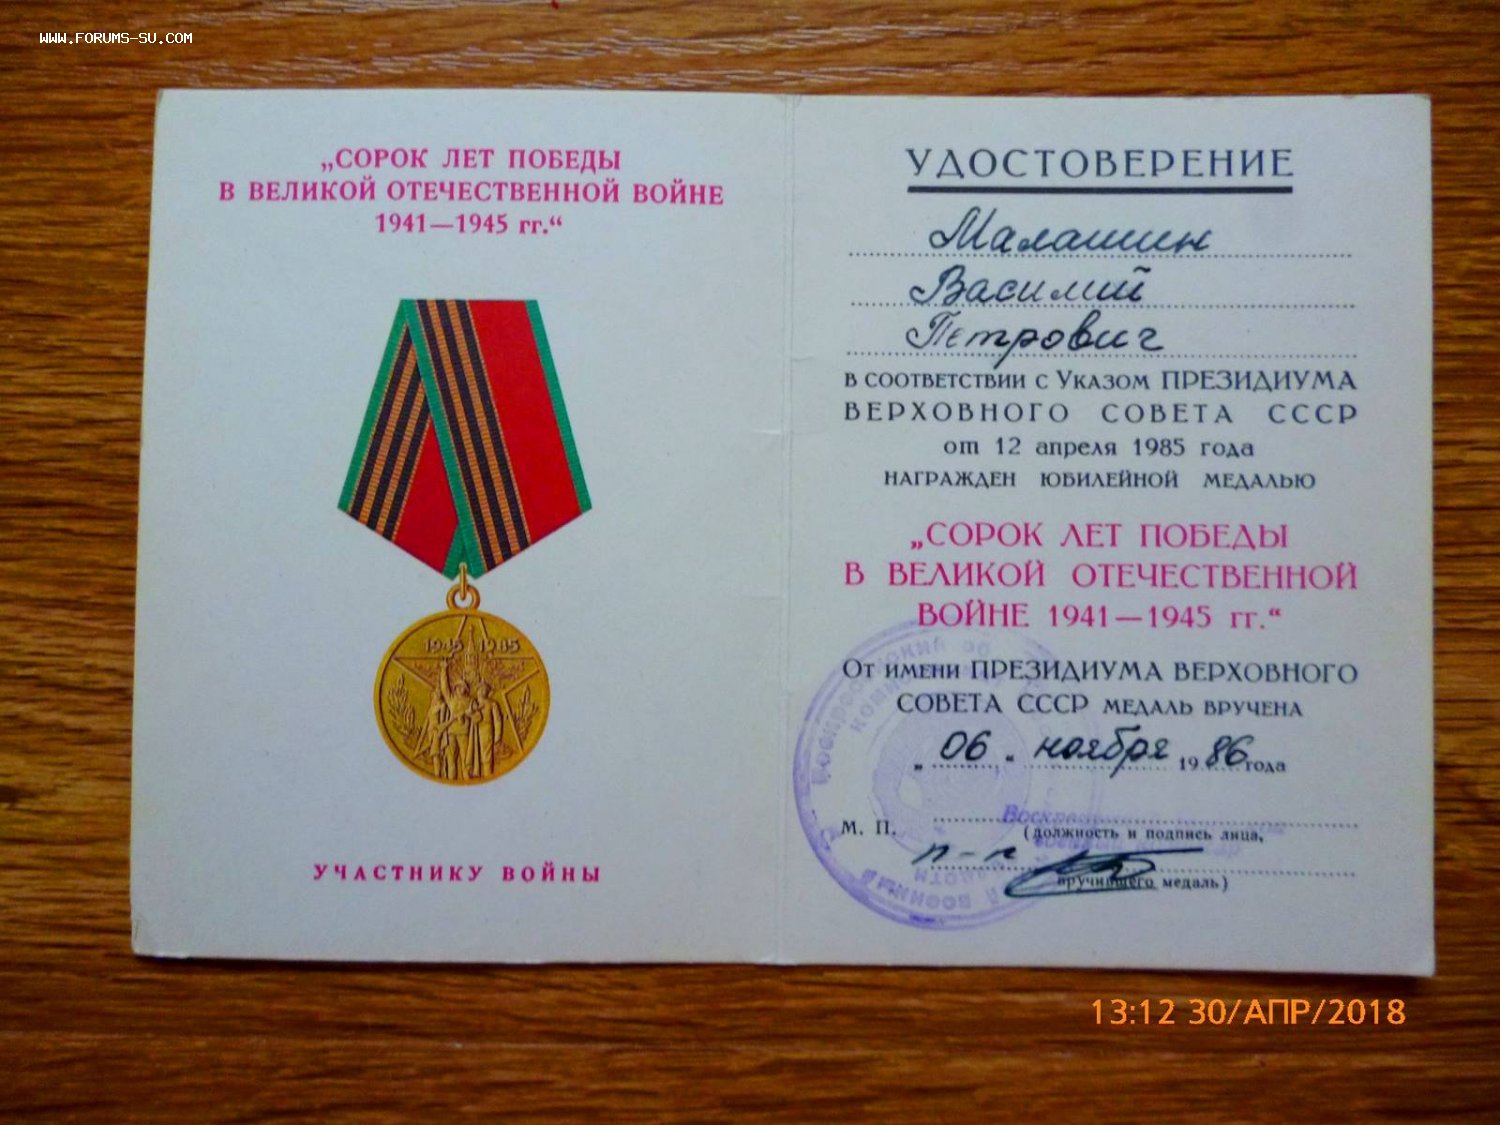 WWW.FORUMS-SU.COM
„СОРОК ЛЕТ ПОБЕДЫ
В ВЕЛИКОЙ ОТЕЧЕСТВЕННОЙ ВОЙНЕ
1941—1945 гг.“
1945 1985
УЧАСТНИКУ ВОЙНЫ
УДОСТОВЕРЕНИЕ
Малашин
Василий
Петрович
В СООТВЕТСТВИИ С УКАЗОМ ПРЕЗИДИУМА
ВЕРХОВНОГО СОВЕТА СССР
от 12 апреля 1985 года
НАГРАЖДЕН ЮБИЛЕЙНОЙ МЕДАЛЬЮ
„СОРОК ЛЕТ ПОБЕДЫ
В ВЕЛИКОЙ ОТЕЧЕСТВЕННОЙ
ВОЙНЕ 1941—1945 гг.“
ОТ ИМЕНИ ПРЕЗИДИУМА ВЕРХОВНОГО
СОВЕТА СССР МЕДАЛЬ ВРУЧЕНА
„06“ ноября 1986 года
М. П.
(должность и подпись лица,
п-к
вручившего медаль)
13:12 30/АПР/2018